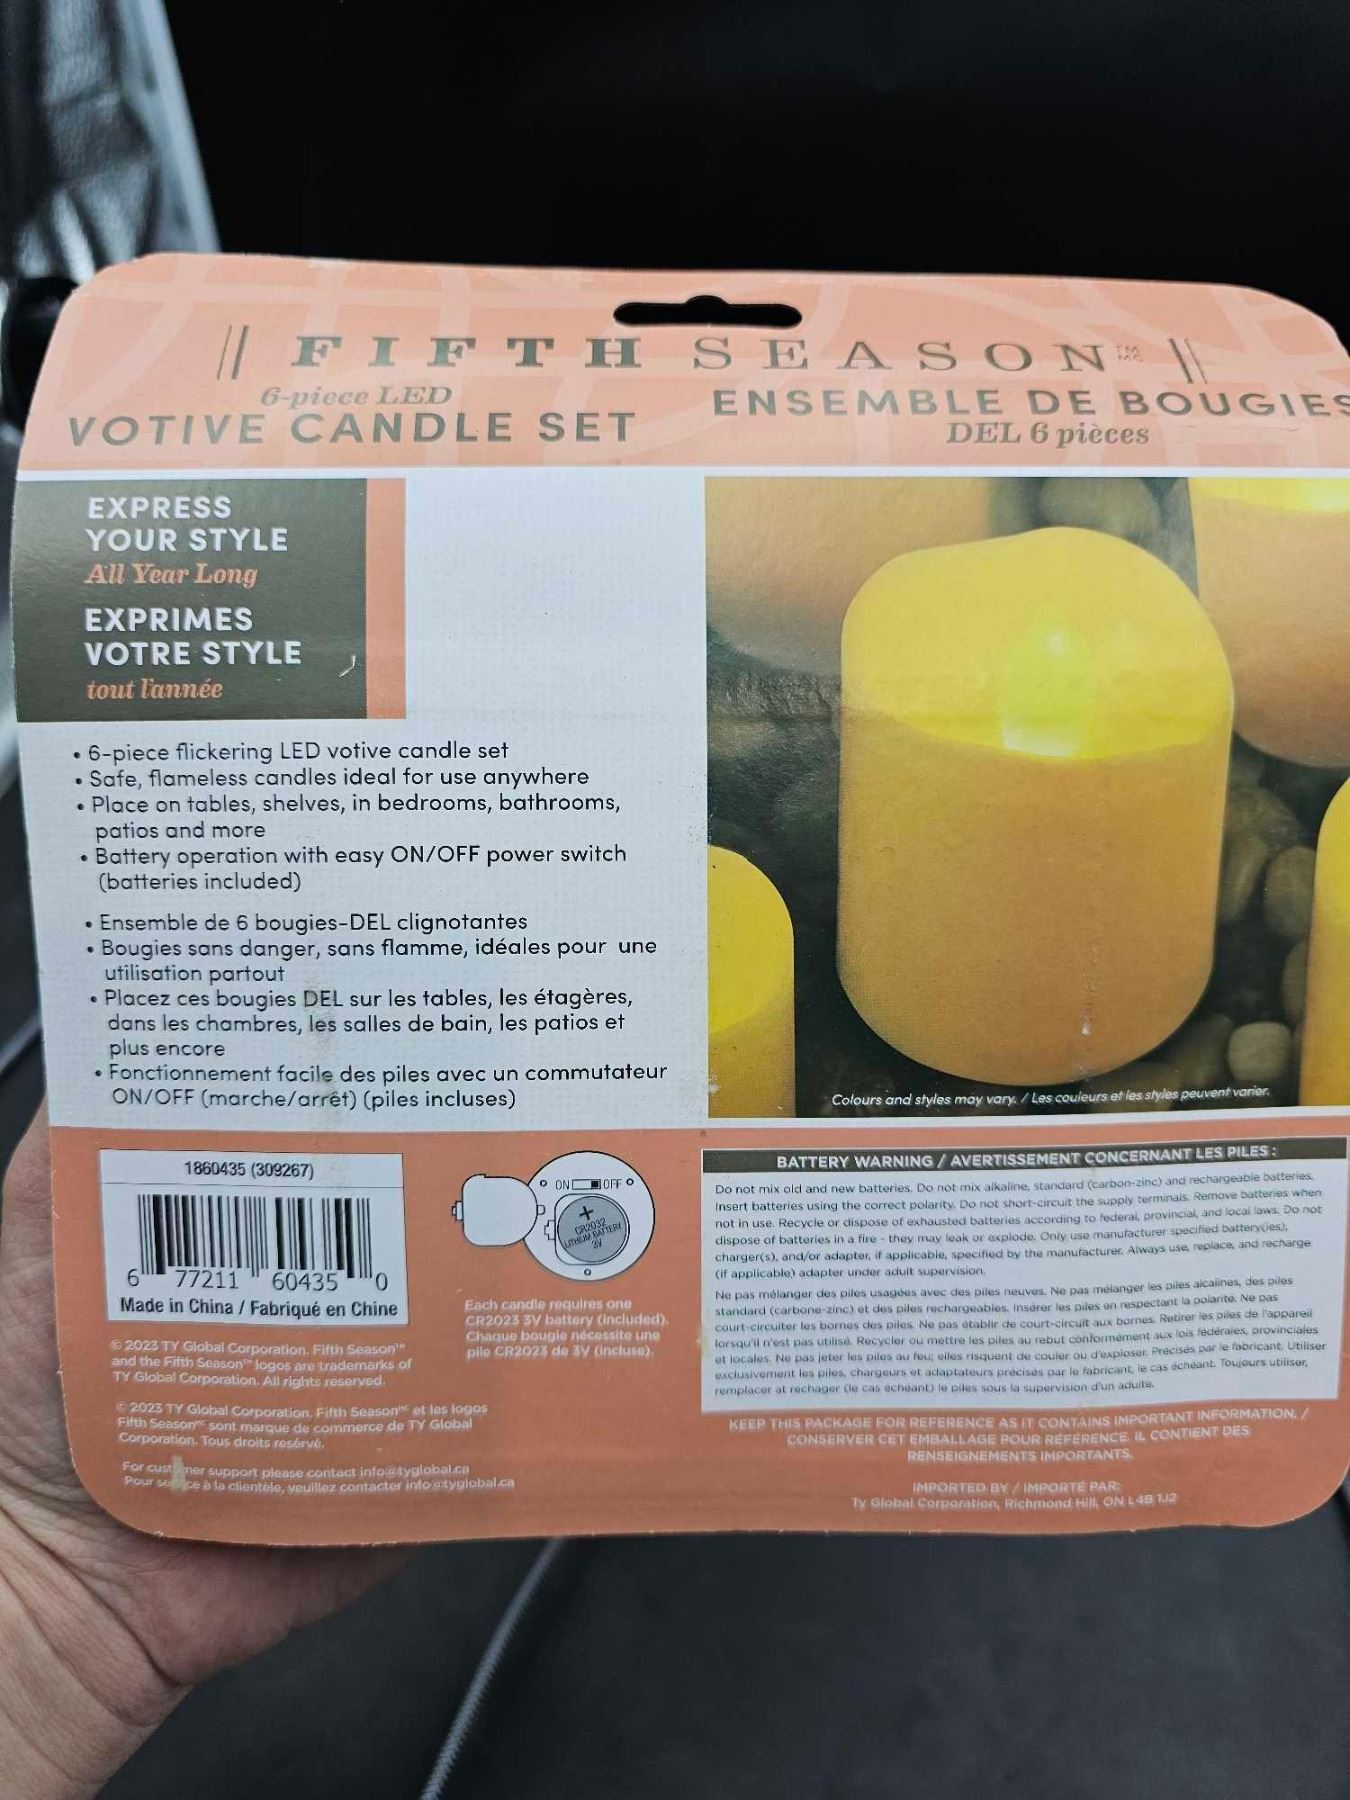 FIFTH SEASON TM MC
6-piece LED
VOTIVE CANDLE SET
ENSEMBLE DE BOUGIES
DEL 6 pièces
EXPRESS
YOUR STYLE
All Year Long
EXPRIMES
VOTRE STYLE
tout l'année
• 6-piece flickering LED votive candle set
• Safe, flameless candles ideal for use anywhere
• Place on tables, shelves, in bedrooms, bathrooms,
patios and more
• Battery operation with easy ON/OFF power switch
(batteries included)
• Ensemble de 6 bougies-DEL clignotantes
• Bougies sans danger, sans flamme, idéales pour une
utilisation partout
• Placez ces bougies DEL sur les tables, les étagères,
dans les chambres, les salles de bain, les patios et
plus encore
• Fonctionnement facile des piles avec un commutateur
ON/OFF (marche/arrêt) (piles incluses)
Colours and styles may vary. / Les couleurs et les styles peuvent varier.
1860435 (309267)
6 77211 60435 0
Made in China / Fabriqué en Chine
© 2023 TY Global Corporation. Fifth Season™
and the Fifth Season™ logos are trademarks of
TY Global Corporation. All rights reserved.
© 2023 TY Global Corporation. Fifth Season MC et les logos
Fifth Season MC sont marque de commerce de TY Global
Corporation. Tous droits resérvé.
For customer support please contact info@tyglobal.ca
Pour service à la clientèle, veuillez contacter info@tyglobal.ca
ON OFF
+
CR2032
LITHIUM BATTERY
3V
Each candle requires one
CR2023 3V battery (included).
Chaque bougie nécessite une
pile CR2023 de 3V (incluse).
BATTERY WARNING / AVERTISSEMENT CONCERNANT LES PILES :
Do not mix old and new batteries. Do not mix alkaline, standard (carbon-zinc) and rechargeable batteries.
Insert batteries using the correct polarity. Do not short-circuit the supply terminals. Remove batteries when
not in use. Recycle or dispose of exhausted batteries according to federal, provincial, and local laws. Do not
dispose of batteries in a fire - they may leak or explode. Only use manufacturer specified battery(ies),
charger(s), and/or adapter, if applicable, specified by the manufacturer. Always use, replace, and recharge
(if applicable) adapter under adult supervision.
Ne pas mélanger des piles usagées avec des piles neuves. Ne pas mélanger les piles alcalines, des piles
standard (carbone-zinc) et des piles rechargeables. Insérer les piles en respectant la polarité. Ne pas
court-circuiter les bornes des piles. Ne pas établir de court-circuit aux bornes. Retirer les piles de l'appareil
lorsqu'il n'est pas utilisé. Recycler ou mettre les piles au rebut conformément aux lois fédérales, provinciales
et locales. Ne pas jeter les piles au feu; elles risquent de couler ou d'exploser. Précisés par le fabricant. Utiliser
exclusivement les piles, chargeurs et adaptateurs précisés par le fabricant, le cas échéant. Toujours utiliser,
remplacer at rechager (le cas échéant) le piles sous la supervision d'un adulte.
KEEP THIS PACKAGE FOR REFERENCE AS IT CONTAINS IMPORTANT INFORMATION. /
CONSERVER CET EMBALLAGE POUR RÉFÉRENCE. IL CONTIENT DES
RENSEIGNEMENTS IMPORTANTS.
IMPORTED BY / IMPORTÉ PAR:
Ty Global Corporation, Richmond Hill, ON L4B 1J2